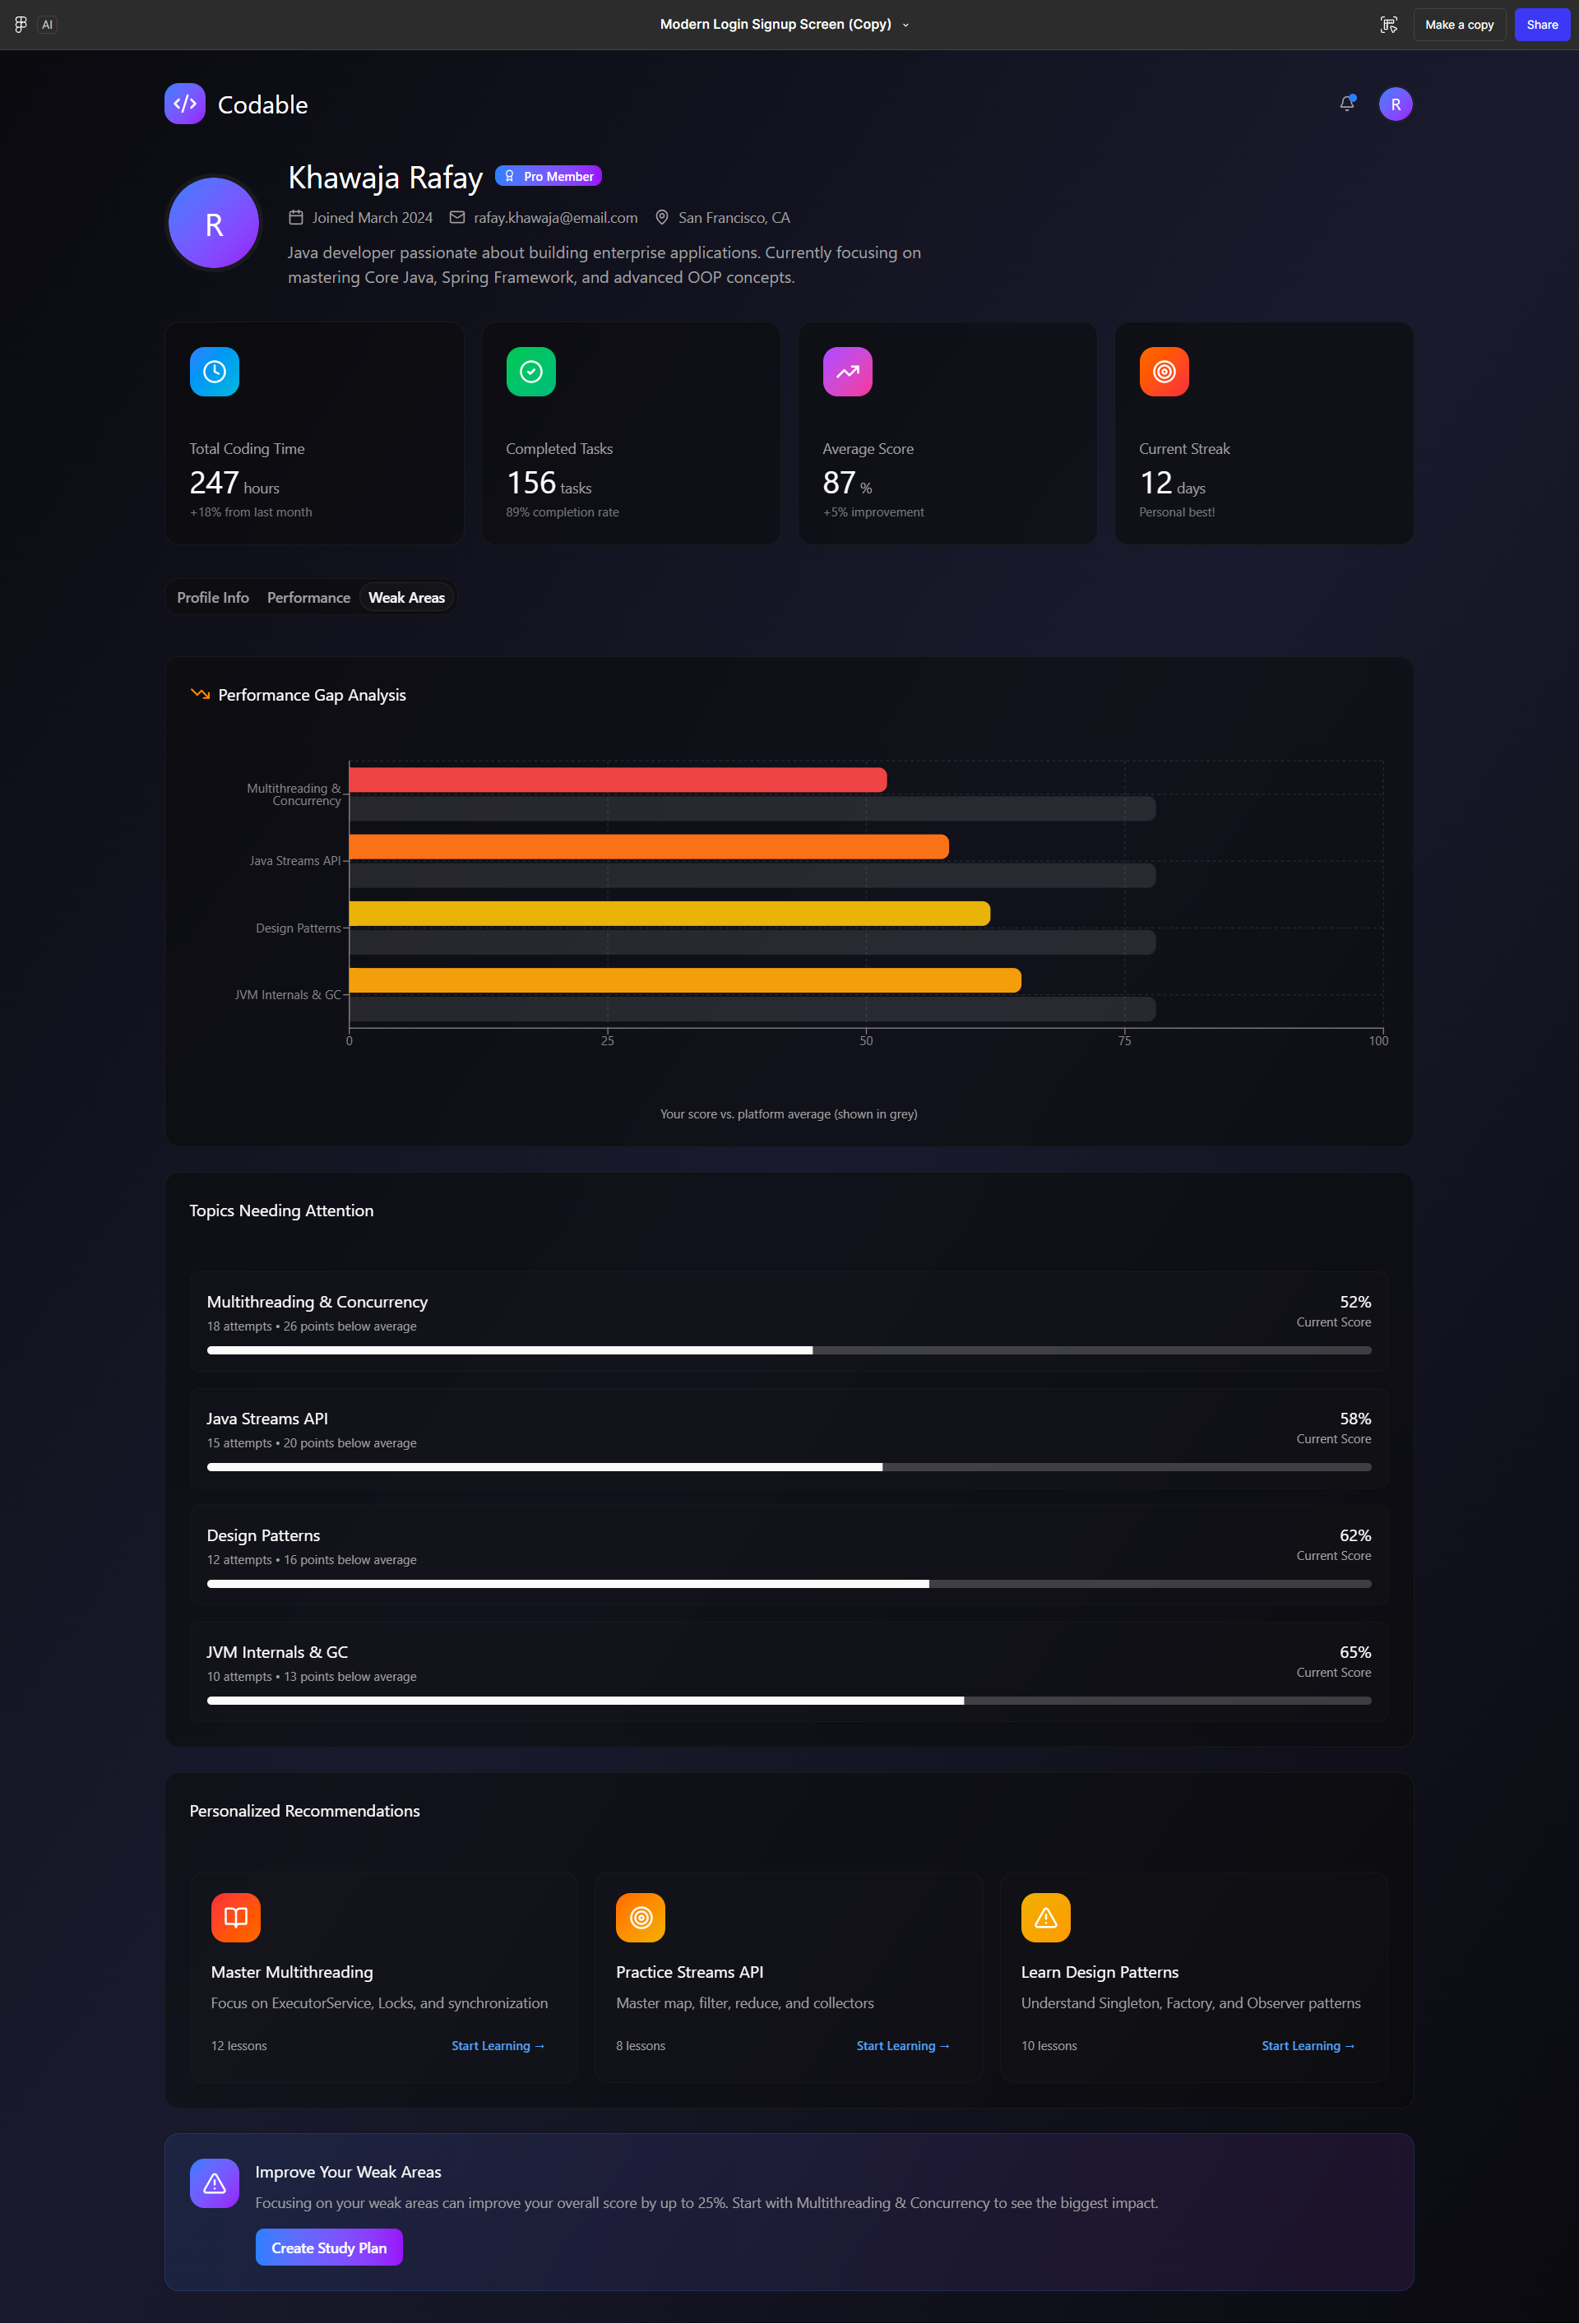 AI
Modern Login Signup Screen (Copy)
Make a copy
Share
Codable
R
R
Khawaja Rafay
Pro Member
Joined March 2024
rafay.khawaja@email.com
San Francisco, CA
Java developer passionate about building enterprise applications. Currently focusing on
mastering Core Java, Spring Framework, and advanced OOP concepts.
Total Coding Time
247 hours
+18% from last month
Completed Tasks
156 tasks
89% completion rate
Average Score
87 %
+5% improvement
Current Streak
12 days
Personal best!
Profile Info
Performance
Weak Areas
Performance Gap Analysis
Multithreading &
Concurrency
Java Streams API
Design Patterns
JVM Internals & GC
0
25
50
75
100
Your score vs. platform average (shown in grey)
Topics Needing Attention
Multithreading & Concurrency
18 attempts • 26 points below average
52%
Current Score
Java Streams API
15 attempts • 20 points below average
58%
Current Score
Design Patterns
12 attempts • 16 points below average
62%
Current Score
JVM Internals & GC
10 attempts • 13 points below average
65%
Current Score
Personalized Recommendations
Master Multithreading
Focus on ExecutorService, Locks, and synchronization
12 lessons
Start Learning →
Practice Streams API
Master map, filter, reduce, and collectors
8 lessons
Start Learning →
Learn Design Patterns
Understand Singleton, Factory, and Observer patterns
10 lessons
Start Learning →
Improve Your Weak Areas
Focusing on your weak areas can improve your overall score by up to 25%. Start with Multithreading & Concurrency to see the biggest impact.
Create Study Plan